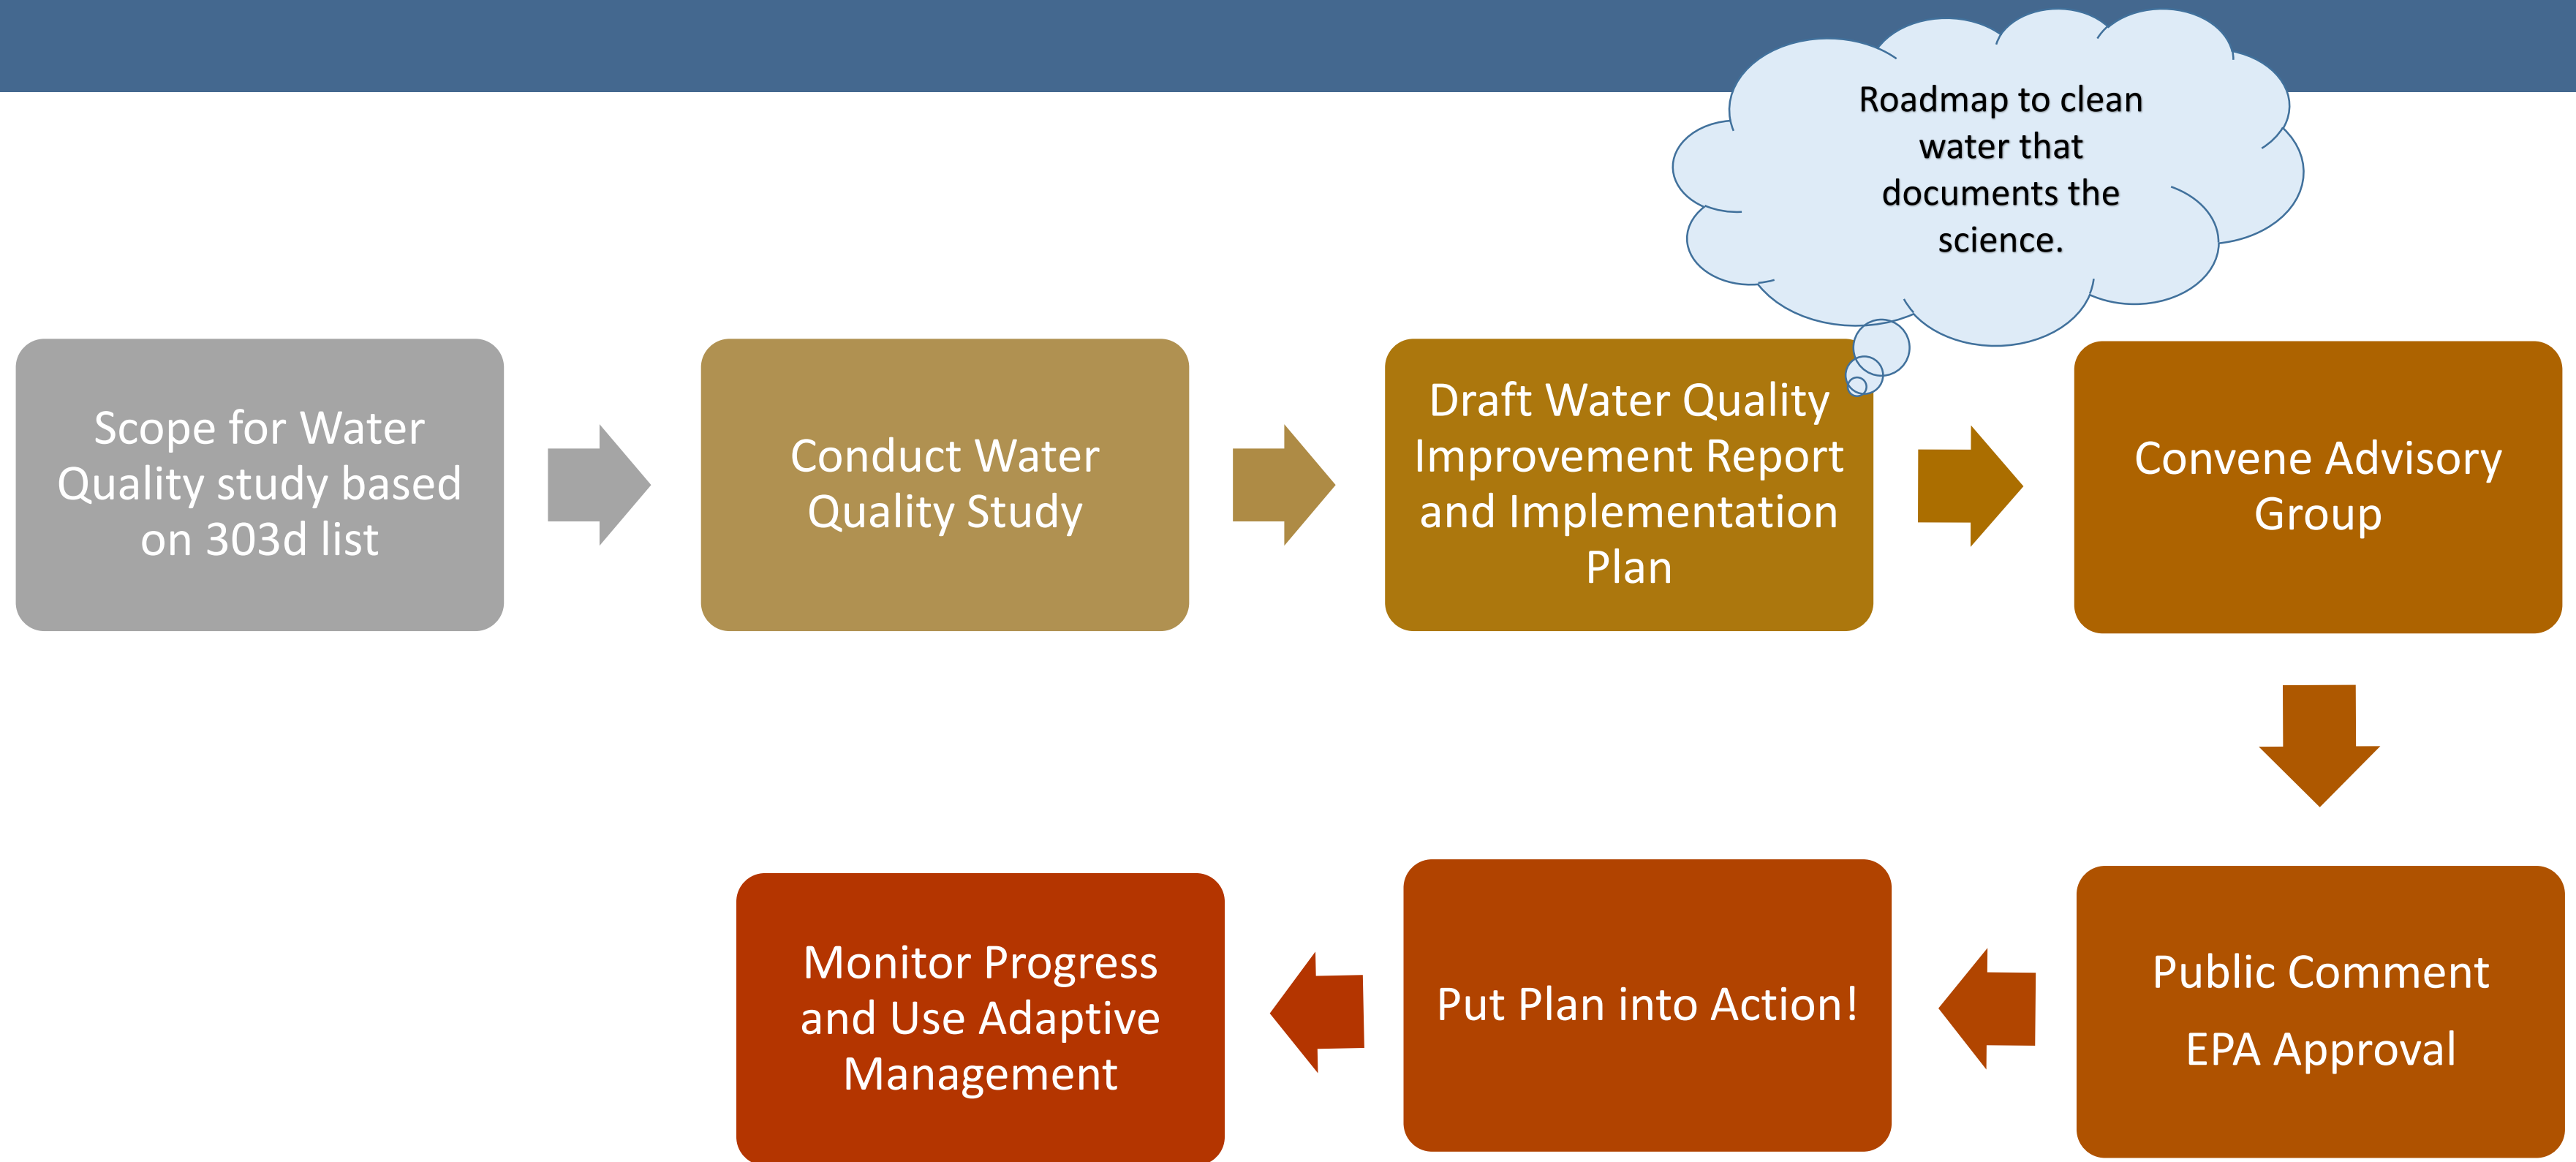 Roadmap to clean
water that
documents the
science.
Scope for Water
Quality study based
on 303d list
Conduct Water
Quality Study
Draft Water Quality
Improvement Report
and Implementation
Plan
Convene Advisory
Group
Public Comment
EPA Approval
Put Plan into Action!
Monitor Progress
and Use Adaptive
Management